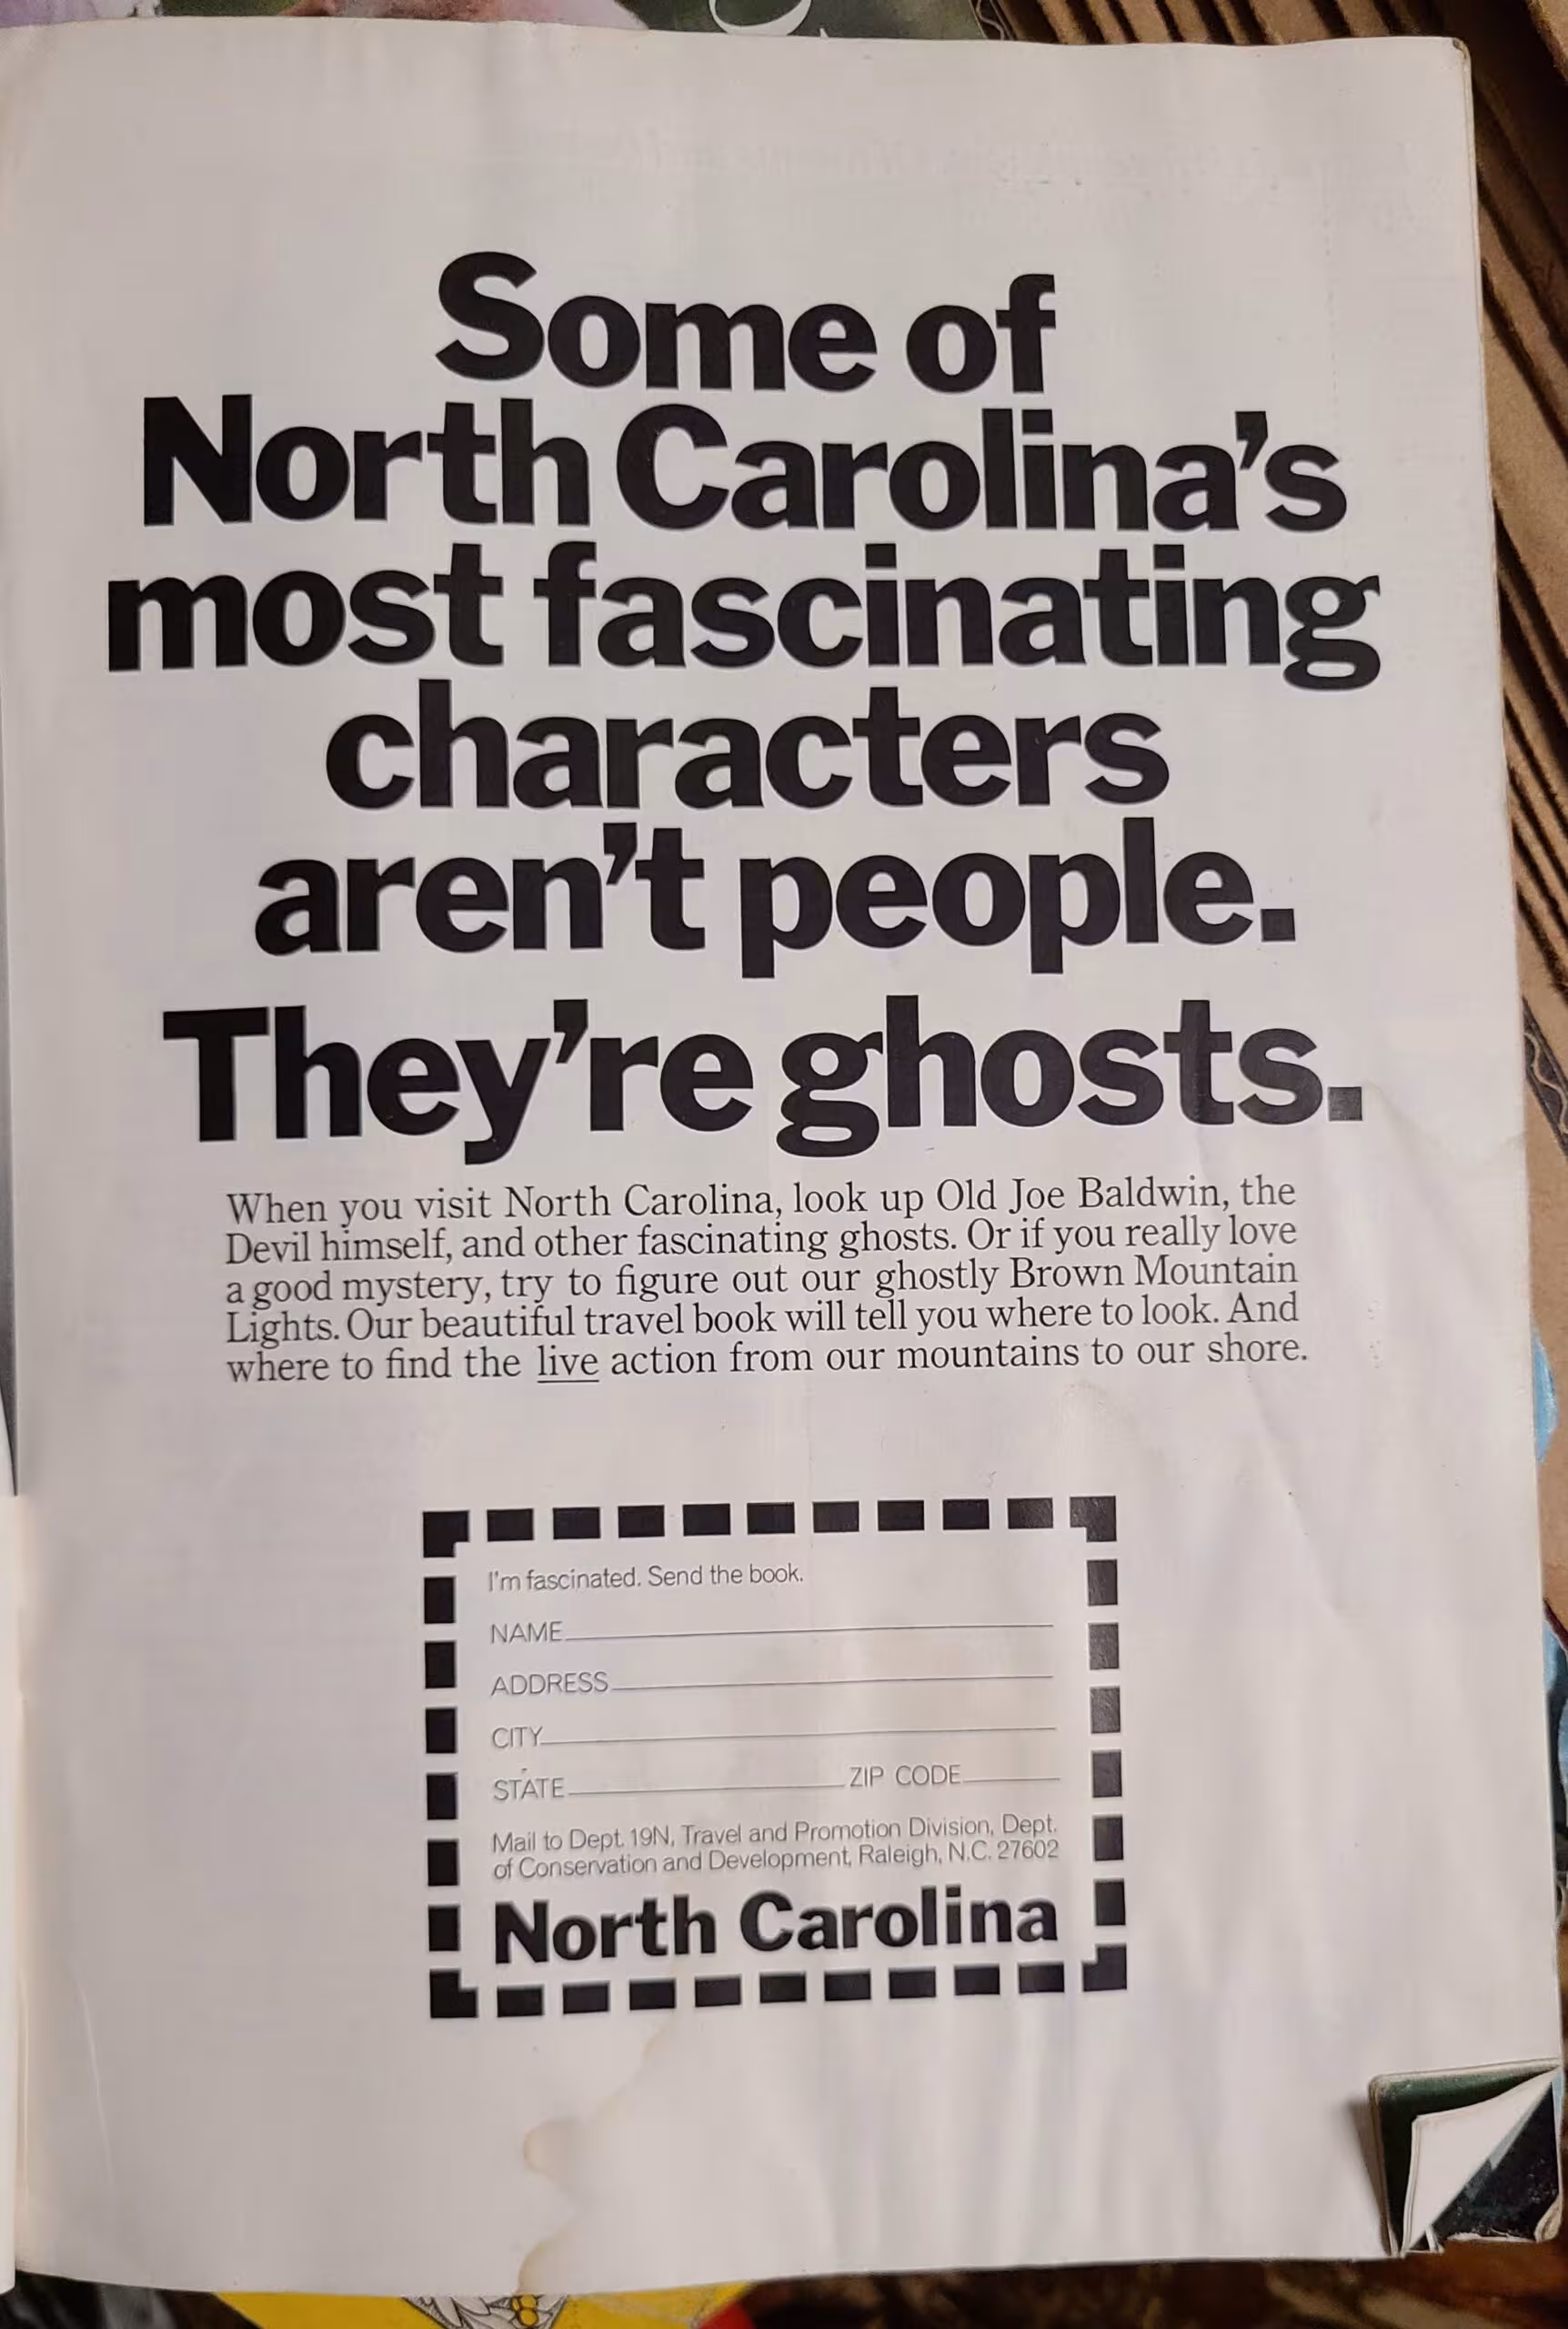 Some of
North Carolina's
most fascinating
characters
aren't people.
They're ghosts.
When you visit North Carolina, look up Old Joe Baldwin, the
Devil himself, and other fascinating ghosts. Or if you really love
a good mystery, try to figure out our ghostly Brown Mountain
Lights. Our beautiful travel book will tell you where to look. And
where to find the live action from our mountains to our shore.
I'm fascinated. Send the book.
NAME
ADDRESS
CITY
STATE ZIP CODE
Mail to Dept. 19N, Travel and Promotion Division, Dept.
of Conservation and Development, Raleigh, N.C. 27602
North Carolina